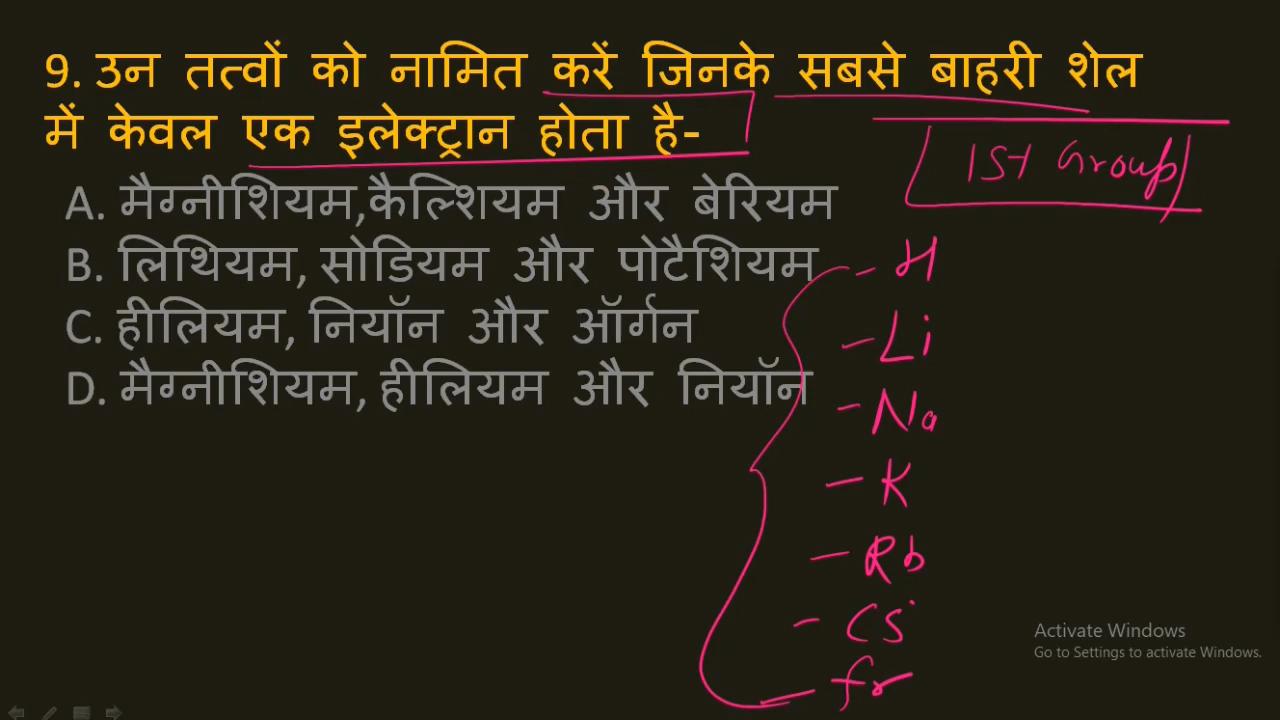 9. उन तत्वों को नामित करें जिनके सबसे बाहरी शेल
में केवल एक इलेक्ट्रान होता है-
1st Group
A. मैग्नीशियम,कैल्शियम और बेरियम
B. लिथियम, सोडियम और पोटैशियम
C. हीलियम, नियॉन और ऑर्गन
D. मैग्नीशियम, हीलियम और नियॉन
- H
- Li
- Na
- K
- Rb
- Cs
- fr
Activate Windows
Go to Settings to activate Windows.